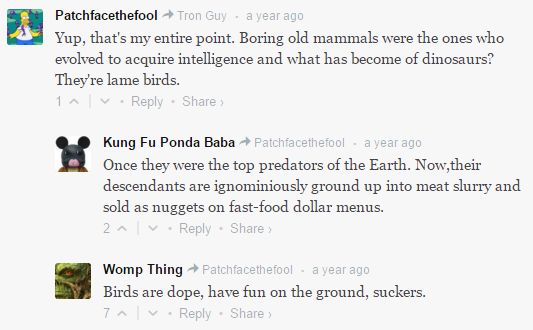 Patchfacethefool Tron Guy • a year ago
Yup, that's my entire point. Boring old mammals were the ones who
evolved to acquire intelligence and what has become of dinosaurs?
They're lame birds.
1 • Reply • Share ›
Kung Fu Ponda Baba Patchfacethefool • a year ago
Once they were the top predators of the Earth. Now,their
descendants are ignominiously ground up into meat slurry and
sold as nuggets on fast-food dollar menus.
2 • Reply • Share ›
Womp Thing Patchfacethefool • a year ago
Birds are dope, have fun on the ground, suckers.
7 • Reply • Share ›